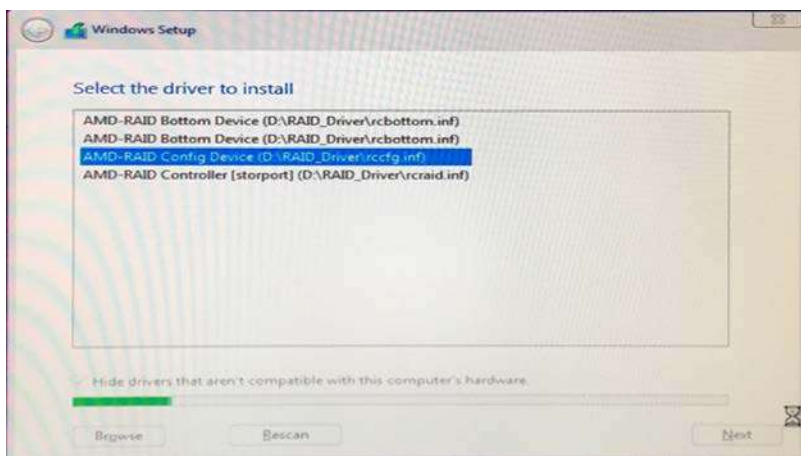 Windows Setup
Select the driver to install
AMD-RAID Bottom Device (D:\RAID_Driver\rcbottom.inf)
AMD-RAID Bottom Device (D:\RAID_Driver\rcbottom.inf)
AMD-RAID Config Device (D:\RAID_Driver\rccfg.inf)
AMD-RAID Controller [storport] (D:\RAID_Driver\rcraid.inf)
Hide drivers that aren't compatible with this computer's hardware.
Browse
Rescan
Next